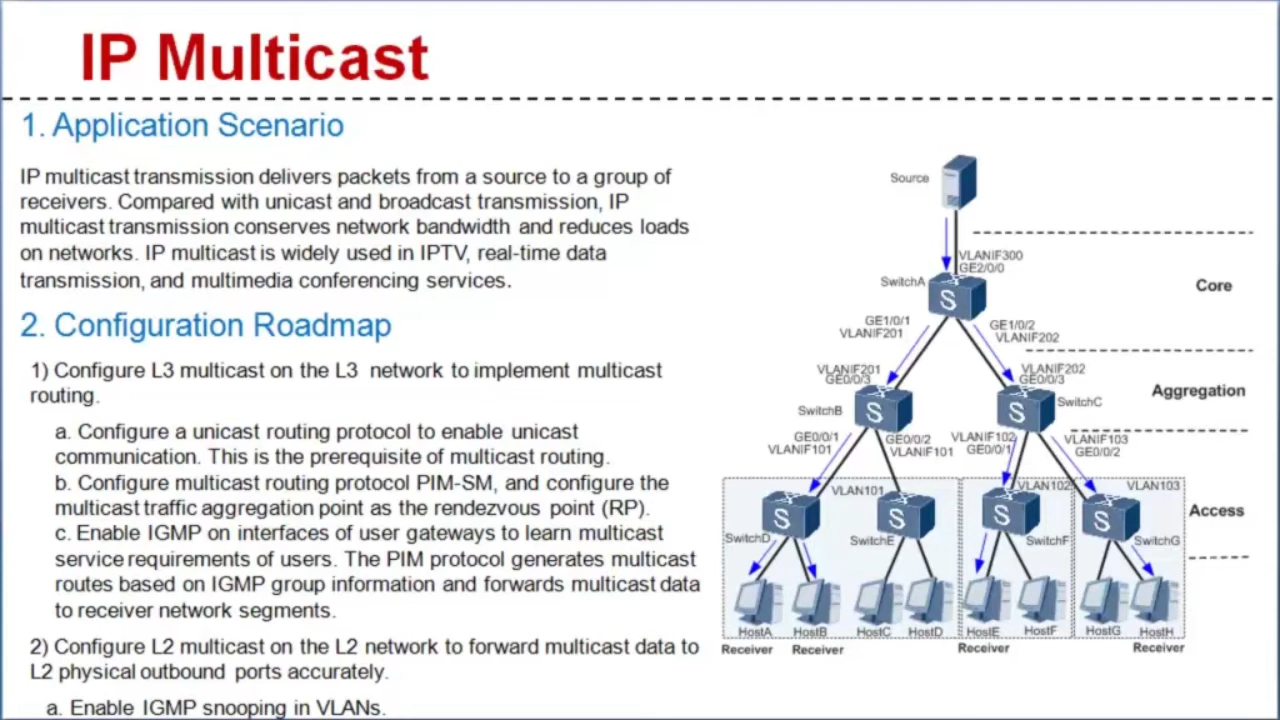 IP Multicast
1. Application Scenario
IP multicast transmission delivers packets from a source to a group of
receivers. Compared with unicast and broadcast transmission, IP
multicast transmission conserves network bandwidth and reduces loads
on networks. IP multicast is widely used in IPTV, real-time data
transmission, and multimedia conferencing services.
2. Configuration Roadmap
1) Configure L3 multicast on the L3 network to implement multicast
routing.
a. Configure a unicast routing protocol to enable unicast
communication. This is the prerequisite of multicast routing.
b. Configure multicast routing protocol PIM-SM, and configure the
multicast traffic aggregation point as the rendezvous point (RP).
c. Enable IGMP on interfaces of user gateways to learn multicast
service requirements of users. The PIM protocol generates multicast
routes based on IGMP group information and forwards multicast data
to receiver network segments.
2) Configure L2 multicast on the L2 network to forward multicast data to
L2 physical outbound ports accurately.
a. Enable IGMP snooping in VLANs.
Source
VLANIF300
GE2/0/0
SwitchA
S
Core
GE1/0/1
VLANIF201
GE1/0/2
VLANIF202
VLANIF201
GE0/0/3
VLANIF202
GE0/0/3
Aggregation
SwitchB
S
S
SwitchC
GE0/0/1
VLANIF101
GE0/0/2
VLANIF101
VLANIF102
GE0/0/1
VLANIF103
GE0/0/2
VLAN101
VLAN102
VLAN103
S
S
S
S
Access
SwitchD
SwitchE
SwitchF
SwitchG
HostA
HostB
HostC
HostD
HostE
HostF
HostG
HostH
Receiver
Receiver
Receiver
Receiver